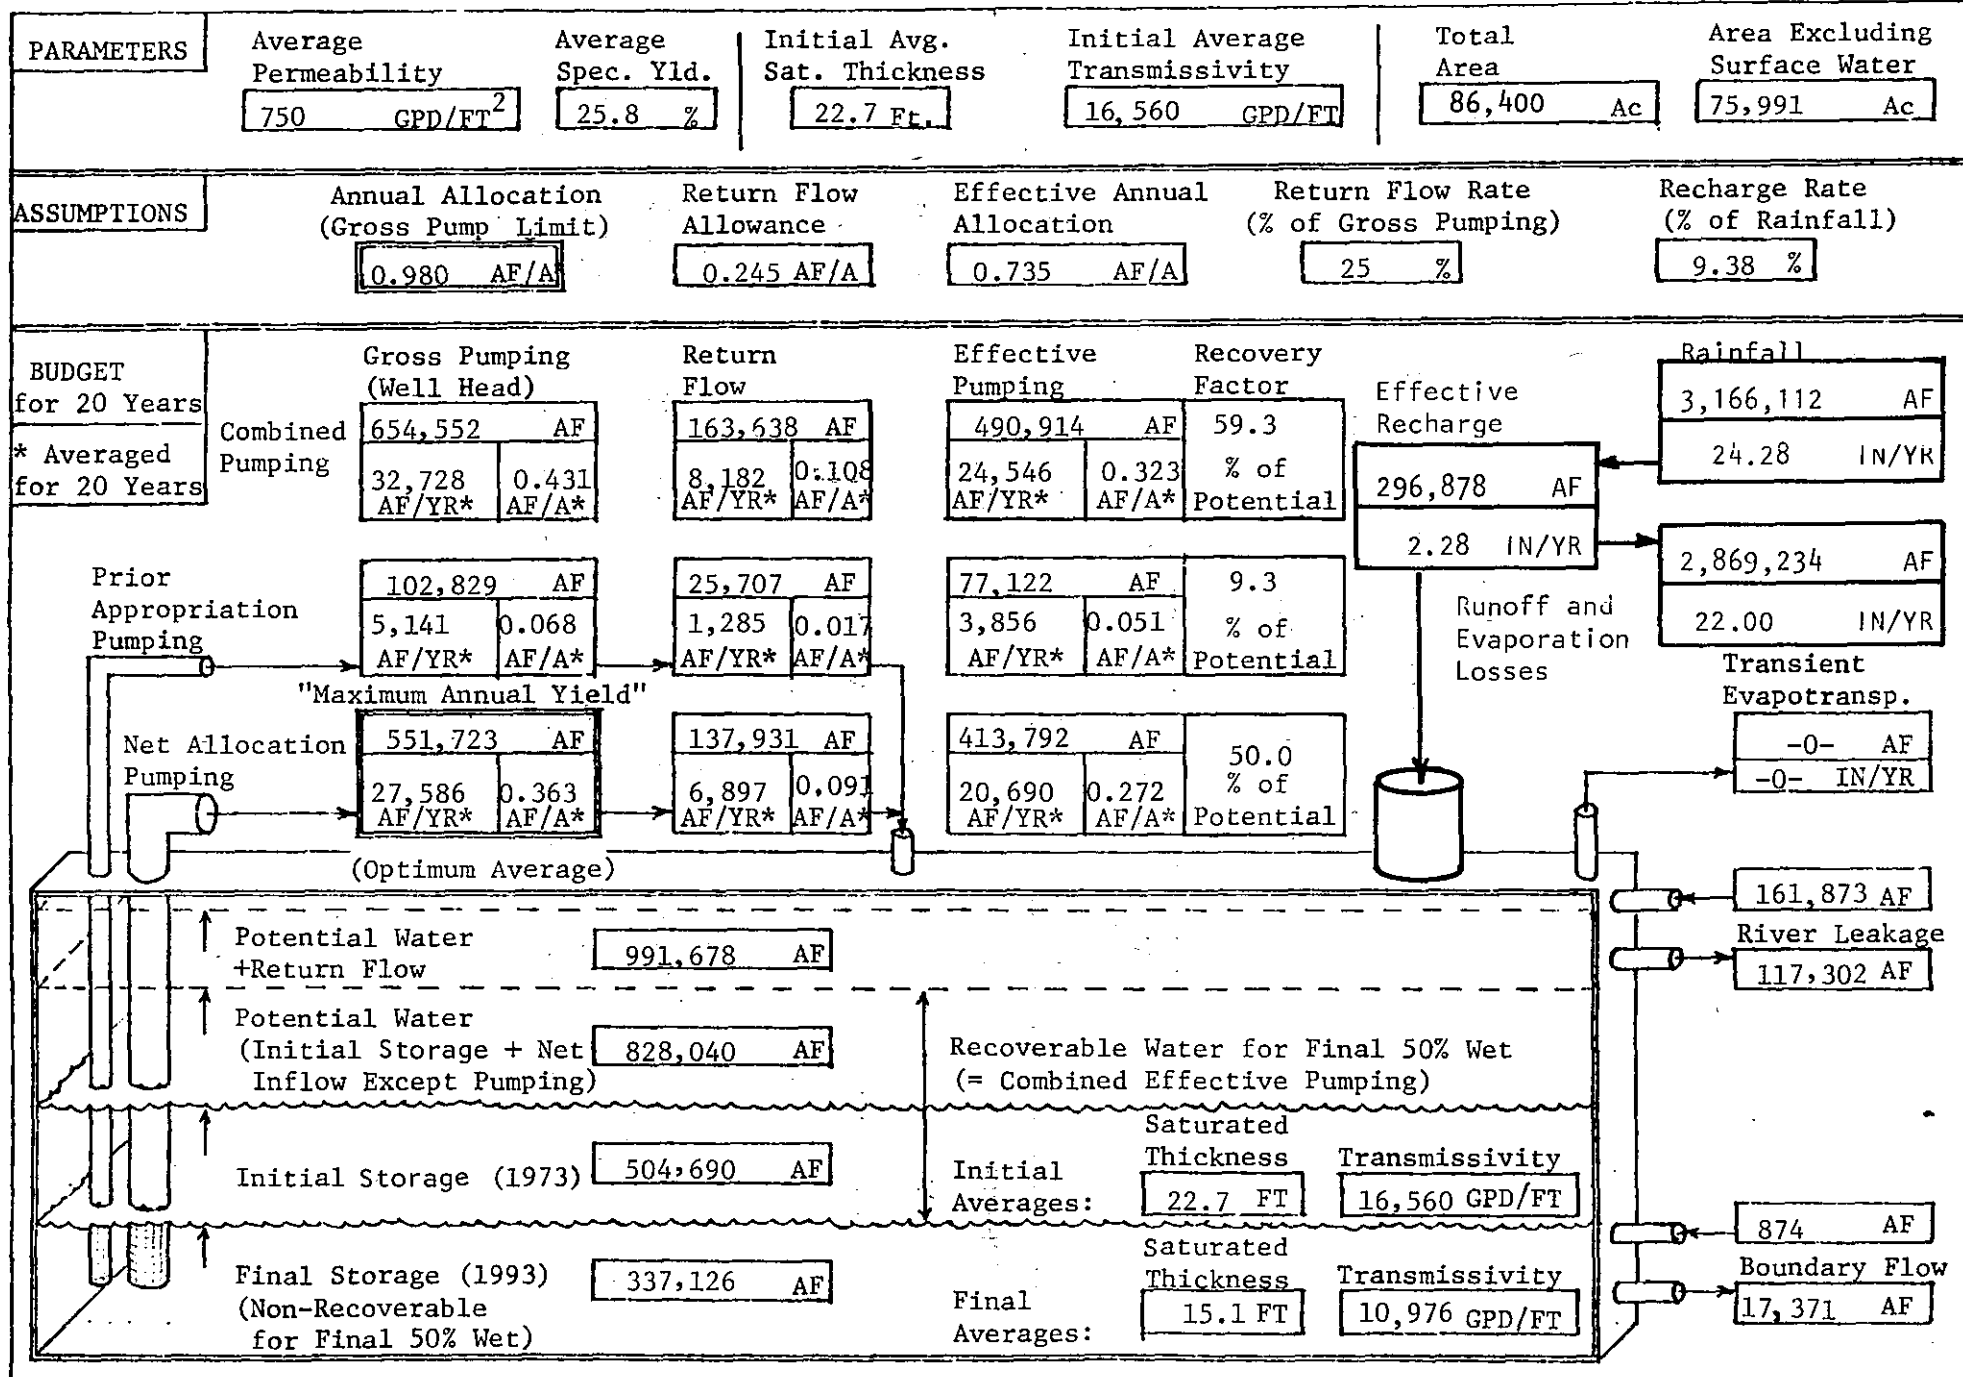 PARAMETERS
Average Permeability
750 GPD/FT²
Average Spec. Yld.
25.8 %
Initial Avg. Sat. Thickness
22.7 Ft.
Initial Average Transmissivity
16,560 GPD/FT
Total Area
86,400 Ac
Area Excluding Surface Water
75,991 Ac
ASSUMPTIONS
Annual Allocation (Gross Pump Limit)
0.980 AF/A
Return Flow Allowance
0.245 AF/A
Effective Annual Allocation
0.735 AF/A
Return Flow Rate (% of Gross Pumping)
25 %
Recharge Rate (% of Rainfall)
9.38 %
BUDGET
for 20 Years
* Averaged
for 20 Years
Gross Pumping (Well Head)
Return Flow
Effective Pumping
Recovery Factor
Combined Pumping
654,552 AF
32,728 AF/YR*
0.431 AF/A*
163,638 AF
8,182 AF/YR*
0.108 AF/A*
490,914 AF
24,546 AF/YR*
0.323 AF/A*
59.3 % of Potential
Effective Recharge
296,878 AF
2.28 IN/YR
Rainfall
3,166,112 AF
24.28 IN/YR
2,869,234 AF
22.00 IN/YR
Runoff and Evaporation Losses
Prior Appropriation Pumping
102,829 AF
5,141 AF/YR*
0.068 AF/A*
25,707 AF
1,285 AF/YR*
0.017 AF/A*
77,122 AF
3,856 AF/YR*
0.051 AF/A*
9.3 % of Potential
"Maximum Annual Yield"
Net Allocation Pumping
551,723 AF
27,586 AF/YR*
0.363 AF/A*
137,931 AF
6,897 AF/YR*
0.091 AF/A*
413,792 AF
20,690 AF/YR*
0.272 AF/A*
50.0 % of Potential
(Optimum Average)
Transient Evapotransp.
-0- AF
-0- IN/YR
161,873 AF
River Leakage
117,302 AF
Potential Water
+Return Flow
991,678 AF
Potential Water
(Initial Storage + Net
Inflow Except Pumping)
828,040 AF
Recoverable Water for Final 50% Wet
(= Combined Effective Pumping)
Initial Storage (1973)
504,690 AF
Initial Averages:
Saturated Thickness
22.7 FT
Transmissivity
16,560 GPD/FT
Final Storage (1993)
(Non-Recoverable
for Final 50% Wet)
337,126 AF
Final Averages:
Saturated Thickness
15.1 FT
Transmissivity
10,976 GPD/FT
874 AF
Boundary Flow
17,371 AF